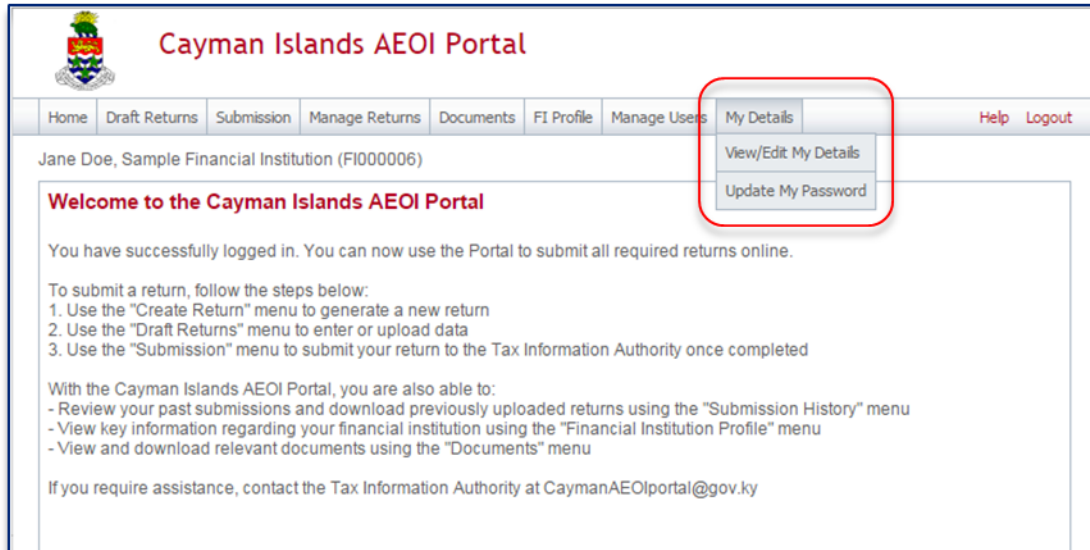 Cayman Islands AEOI Portal
Home Draft Returns Submission Manage Returns Documents FI Profile Manage Users My Details Help Logout
Jane Doe, Sample Financial Institution (FI000006)
View/Edit My Details
Update My Password
Welcome to the Cayman Islands AEOI Portal
You have successfully logged in. You can now use the Portal to submit all required returns online.
To submit a return, follow the steps below:
1. Use the "Create Return" menu to generate a new return
2. Use the "Draft Returns" menu to enter or upload data
3. Use the "Submission" menu to submit your return to the Tax Information Authority once completed
With the Cayman Islands AEOI Portal, you are also able to:
- Review your past submissions and download previously uploaded returns using the "Submission History" menu
- View key information regarding your financial institution using the "Financial Institution Profile" menu
- View and download relevant documents using the "Documents" menu
If you require assistance, contact the Tax Information Authority at CaymanAEOIportal@gov.ky